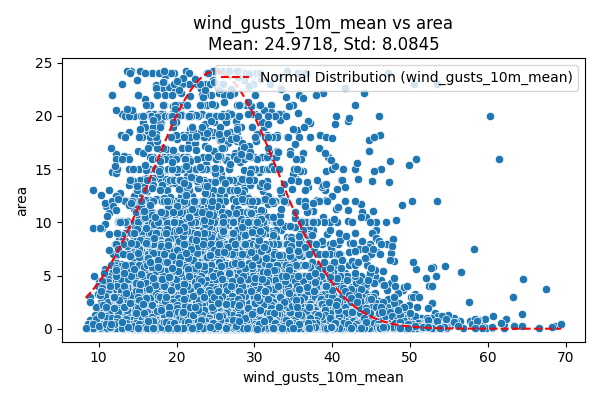 wind_gusts_10m_mean vs area
Mean: 24.9718, Std: 8.0845
Normal Distribution (wind_gusts_10m_mean)
25
20
15
10
5
0
area
10 20 30 40 50 60 70
wind_gusts_10m_mean